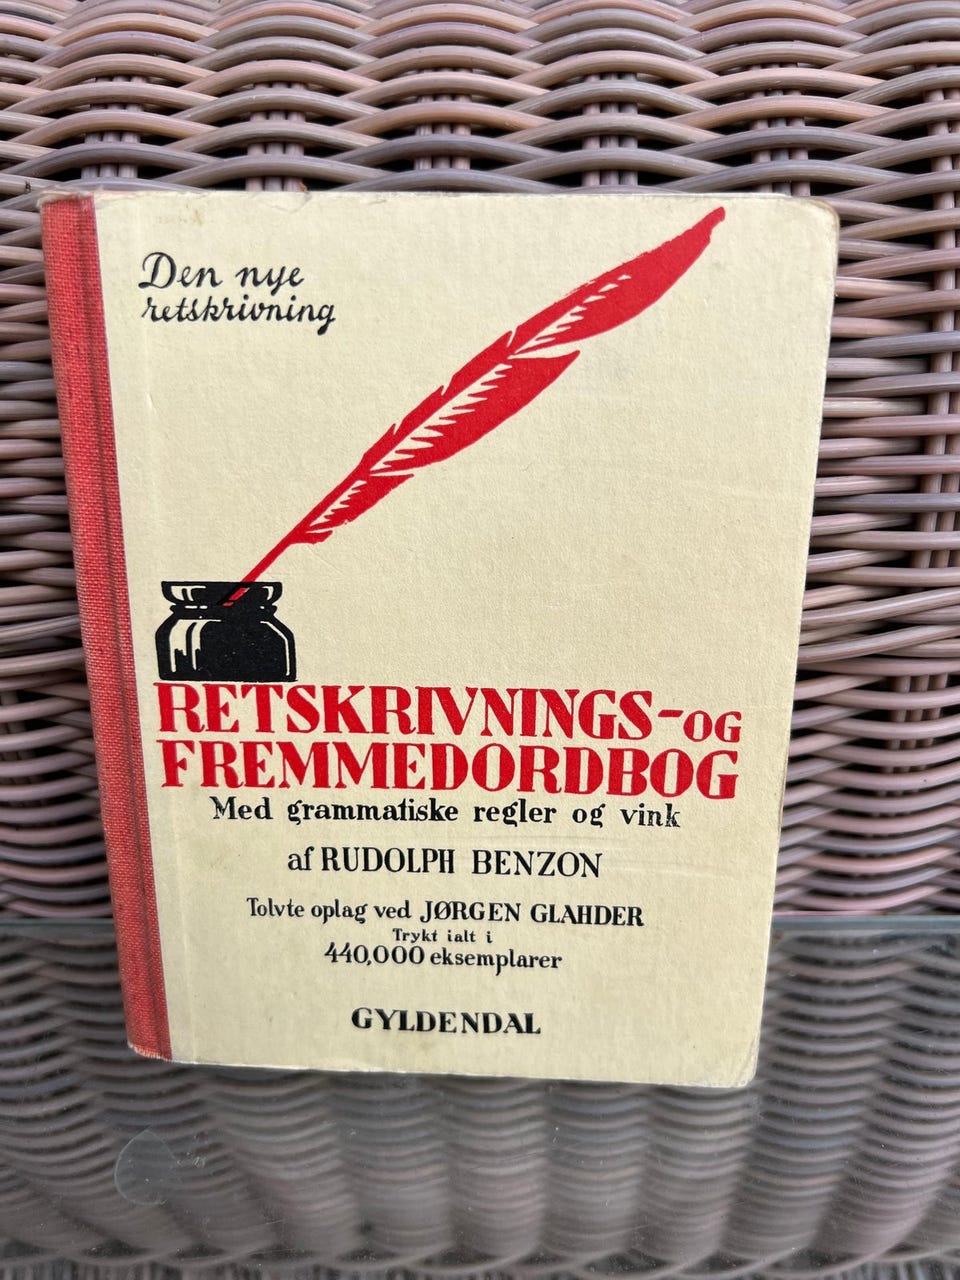 Den nye
retskrivning
RETSKRIVNINGS-OG
FREMMEDORDBOG
Med grammatiske regler og vink
af RUDOLPH BENZON
Tolvte oplag ved JØRGEN GLAHDER
Trykt ialt i
440,000 eksemplarer
GYLDENDAL